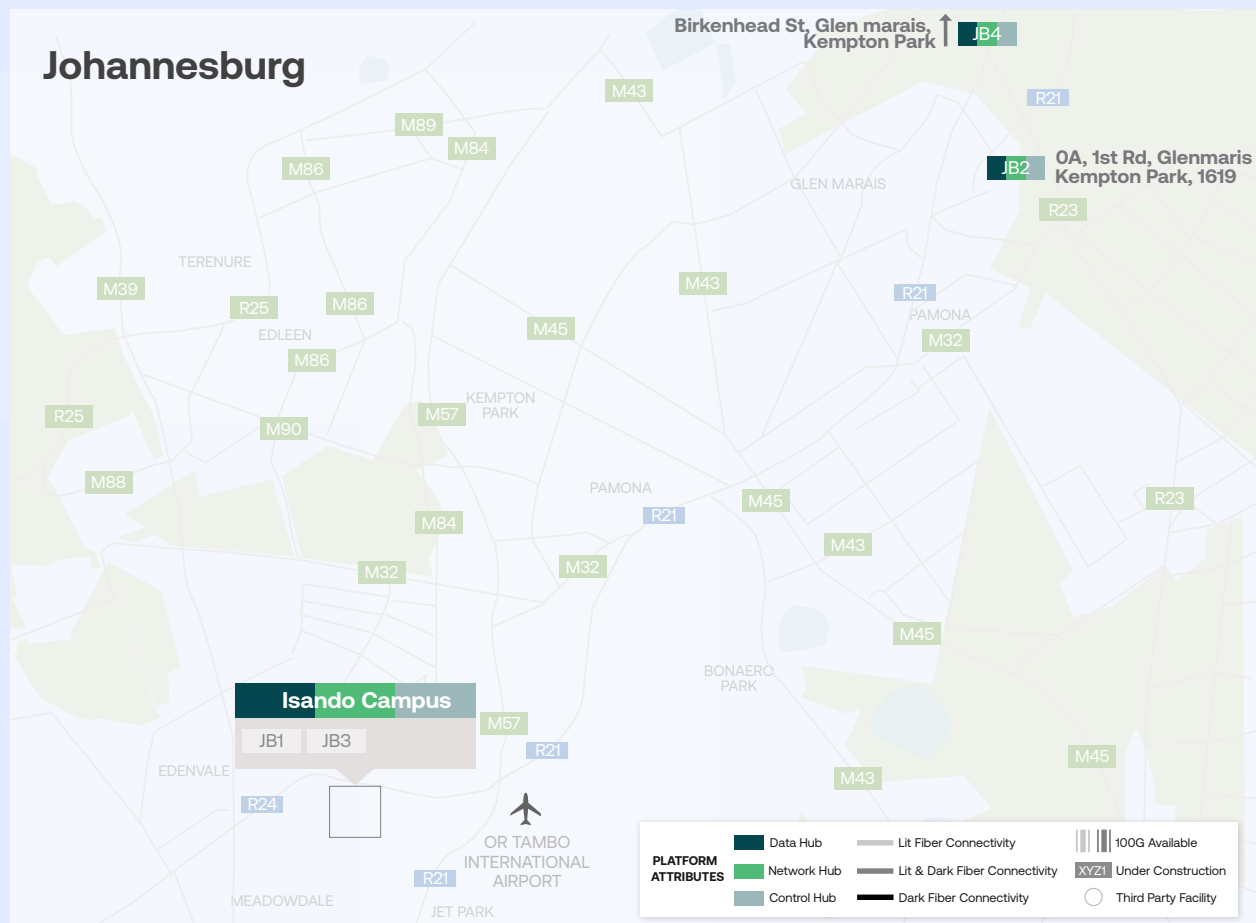 Johannesburg
Birkenhead St, Glen marais,
Kempton Park
JB4
R21
M43
M89
M84
M86
JB2
0A, 1st Rd, Glenmaris
Kempton Park, 1619
GLEN MARAIS
R23
TERENURE
M39
R25
M86
M43
R21
PAMONA
M32
EDLEEN
M45
M86
KEMPTON
PARK
R25
M57
M90
M88
PAMONA
M45
R23
R21
M84
M43
M32
M32
M45
BONAERO
PARK
Isando Campus
JB1
JB3
M57
R21
M45
EDENVALE
M43
R24
OR TAMBO
INTERNATIONAL
AIRPORT
R21
MEADOWDALE
JET PARK
PLATFORM
ATTRIBUTES
Data Hub
Network Hub
Control Hub
Lit Fiber Connectivity
Lit & Dark Fiber Connectivity
Dark Fiber Connectivity
100G Available
XYZ1 Under Construction
Third Party Facility